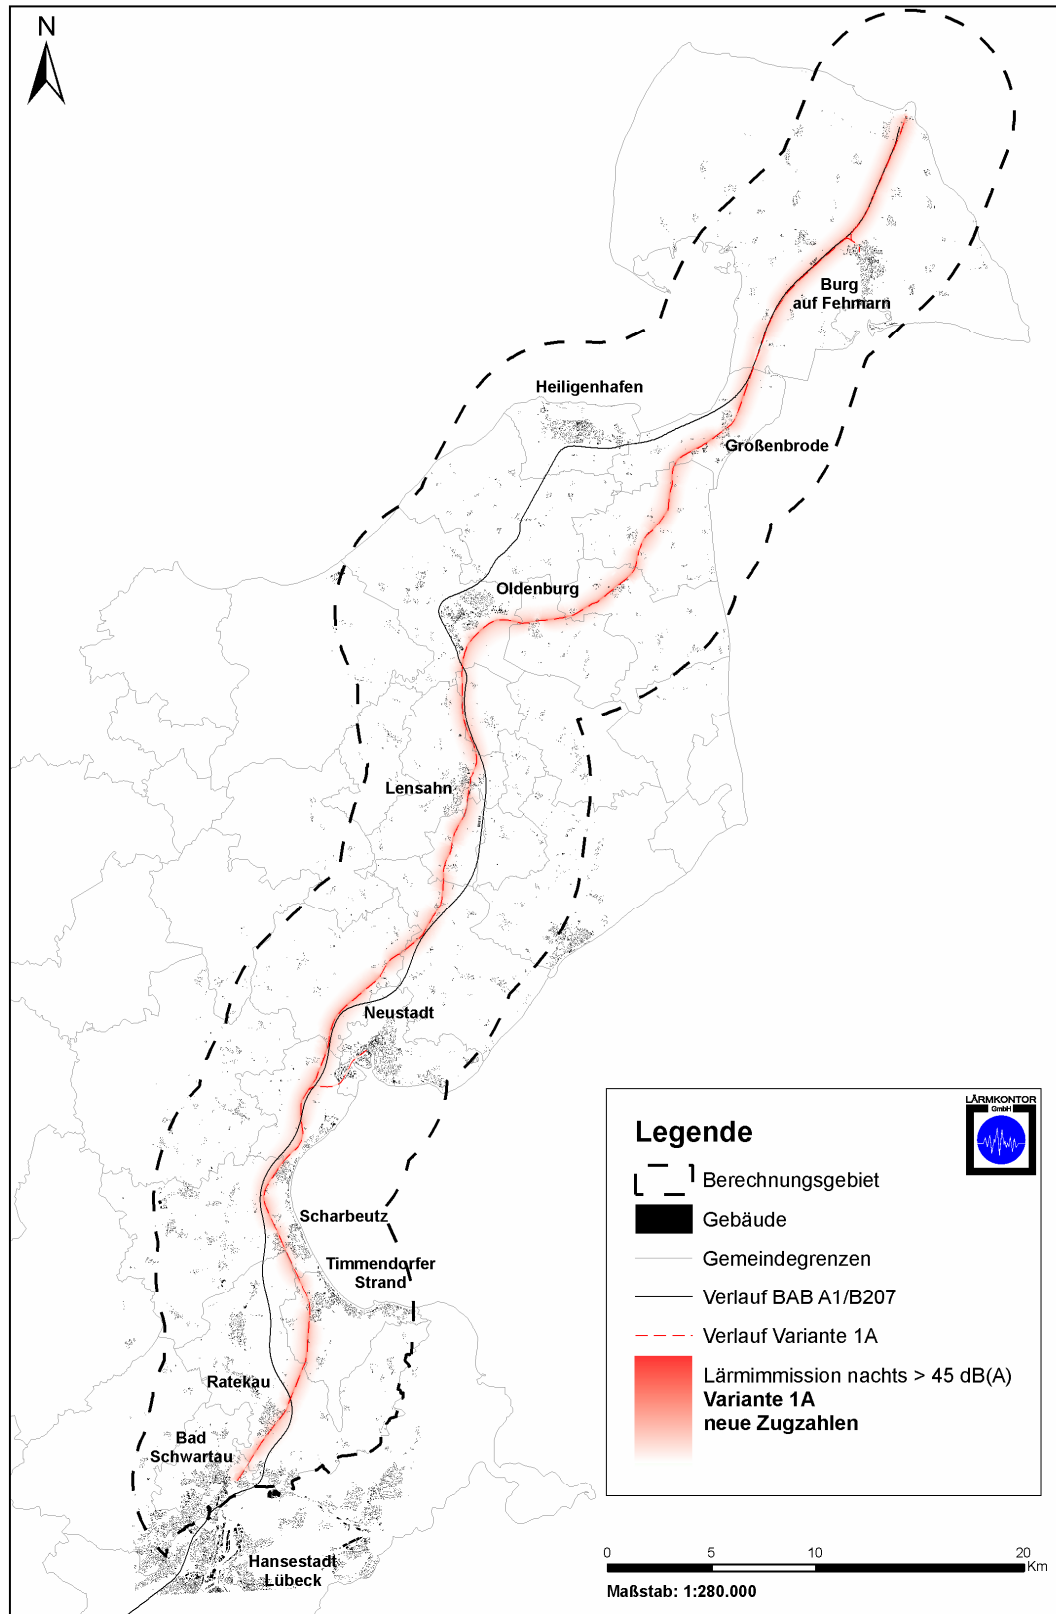 N
Burg
auf Fehmarn
Heiligenhafen
Großenbrode
Oldenburg
Lensahn
Neustadt
Scharbeutz
Timmendorfer
Strand
Ratekau
Bad
Schwartau
Hansestadt
Lübeck
LÄRMKONTOR
GmbH
Legende
Berechnungsgebiet
Gebäude
Gemeindegrenzen
Verlauf BAB A1/B207
Verlauf Variante 1A
Lärmimmission nachts > 45 dB(A)
Variante 1A
neue Zugzahlen
0 5 10 20
Km
Maßstab: 1:280.000